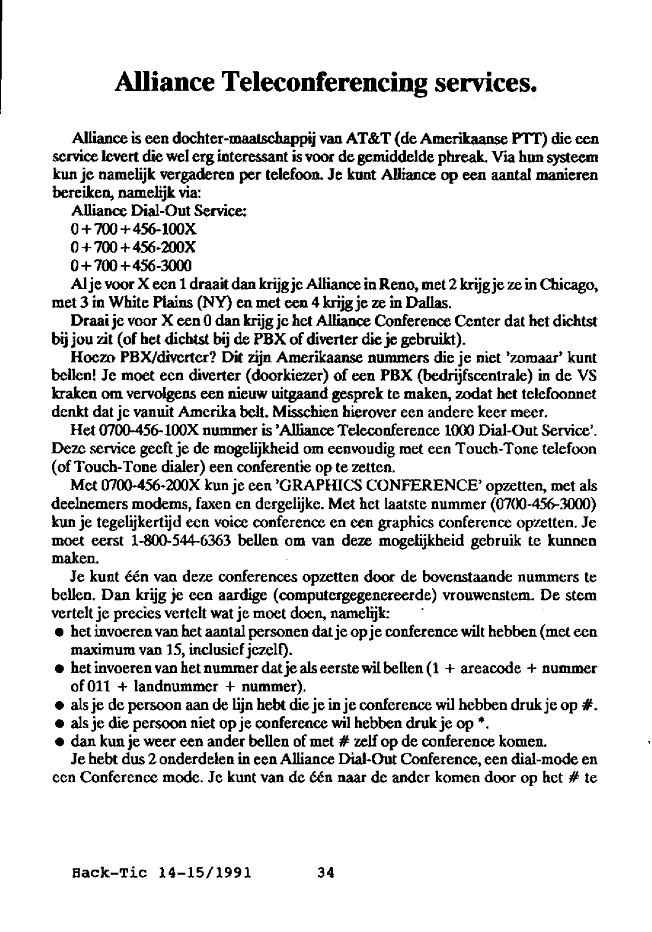 Alliance Teleconferencing services.
Alliance is een dochter-maatschappij van AT&T (de Amerikaanse PTT) die een
service levert die wel erg interessant is voor de gemiddelde phreak. Via hun systeem
kun je namelijk vergaderen per telefoon. Je kunt Alliance op een aantal manieren
bereiken, namelijk via:
Alliance Dial-Out Service:
0+700+456-100X
0+700+456-200X
0+700+456-3000
Al je voor X een 1 draait dan krijg je Alliance in Reno, met 2 krijg je ze in Chicago,
met 3 in White Plains (NY) en met een 4 krijg je ze in Dallas.
Draai je voor X een 0 dan krijg je het Alliance Conference Center dat het dichtst
bij jou zit (of het dichtst bij de PBX of diverter die je gebruikt).
Hoezo PBX/diverter? Dit zijn Amerikaanse nummers die je niet 'zomaar' kunt
bellen! Je moet een diverter (doorkiezer) of een PBX (bedrijfscentrale) in de VS
kraken om vervolgens een nieuw uitgaand gesprek te maken, zodat het telefoonnet
denkt dat je vanuit Amerika belt. Misschien hierover een andere keer meer.
Het 0700-456-100X nummer is 'Alliance Teleconference 1000 Dial-Out Service'.
Deze service geeft je de mogelijkheid om eenvoudig met een Touch-Tone telefoon
(of Touch-Tone dialer) een conferentie op te zetten.
Met 0700-456-200X kun je een 'GRAPHICS CONFERENCE' opzetten, met als
deelnemers modems, faxen en dergelijke. Met het laatste nummer (0700-456-3000)
kun je tegelijkertijd een voice conference en een graphics conference opzetten. Je
moet eerst 1-800-544-6363 bellen om van deze mogelijkheid gebruik te kunnen
maken.
Je kunt één van deze conferences opzetten door de bovenstaande nummers te
bellen. Dan krijg je een aardige (computergegenereerde) vrouwenstem. De stem
vertelt je precies vertelt wat je moet doen, namelijk:
● het invoeren van het aantal personen dat je op je conference wilt hebben (met een
maximum van 15, inclusief jezelf).
● het invoeren van het nummer dat je als eerste wil bellen (1 + areacode + nummer
of 011 + landnummer + nummer).
● als je de persoon aan de lijn hebt die je in je conference wil hebben druk je op #.
● als je die persoon niet op je conference wil hebben druk je op *.
● dan kun je weer een ander bellen of met # zelf op de conference komen.
Je hebt dus 2 onderdelen in een Alliance Dial-Out Conference, een dial-mode en
een Conference mode. Je kunt van de één naar de ander komen door op het # te
Hack-Tic 14-15/1991 34